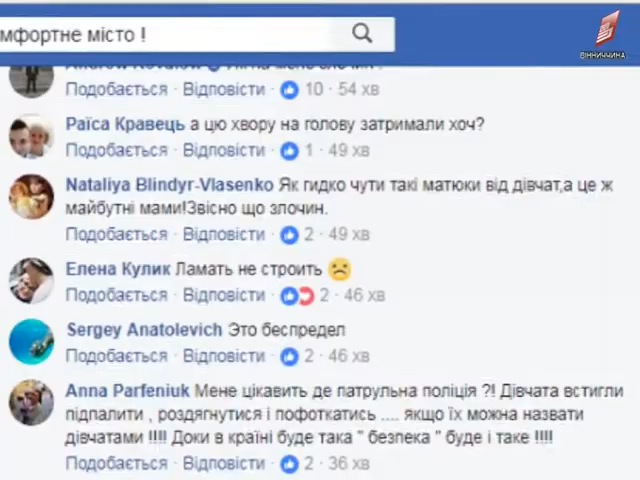 мфортне місто !
ВІННИЧЧИНА
Подобається · Відповісти · 10 · 54 хв
Раїса Кравець а цю хвору на голову затримали хоч?
Подобається · Відповісти · 1 · 49 хв
Nataliya Blindyr-Vlasenko Як гидко чути такі матюки від дівчат,а це ж
майбутні мами!Звісно що злочин.
Подобається · Відповісти · 2 · 49 хв
Елена Кулик Ламать не строить
Подобається · Відповісти · 2 · 46 хв
Sergey Anatolevich Это беспредел
Подобається · Відповісти · 2 · 46 хв
Anna Parfeniuk Мене цікавить де патрульна поліція ?! Дівчата встигли
підпалити , роздягнутися і пофоткатись .... якщо їх можна назвати
дівчатами !!!! Доки в країні буде така " безпека " буде і таке !!!!
Подобається · Відповісти · 2 · 36 хв